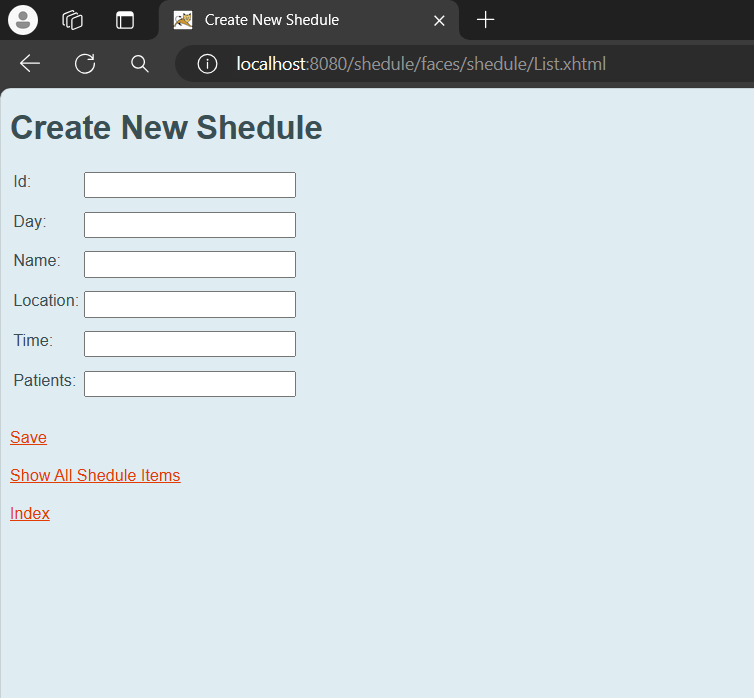 Create New Shedule
localhost:8080/shedule/faces/shedule/List.xhtml
Create New Shedule
Id:
Day:
Name:
Location:
Time:
Patients:
Save
Show All Shedule Items
Index